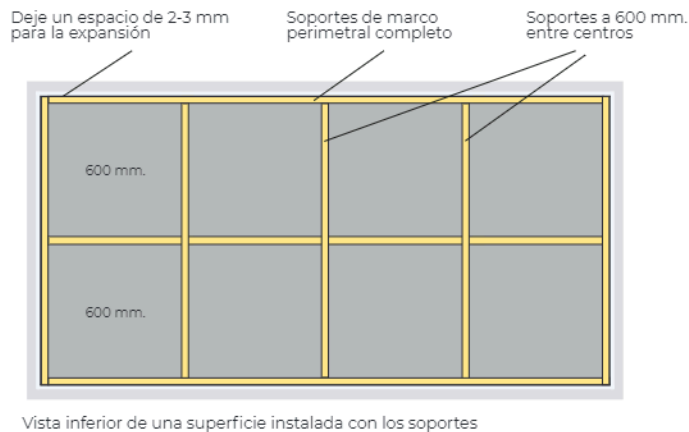 Deje un espacio de 2-3 mm
para la expansión
Soportes de marco
perimetral completo
Soportes a 600 mm.
entre centros
600 mm.
600 mm.
Vista inferior de una superficie instalada con los soportes